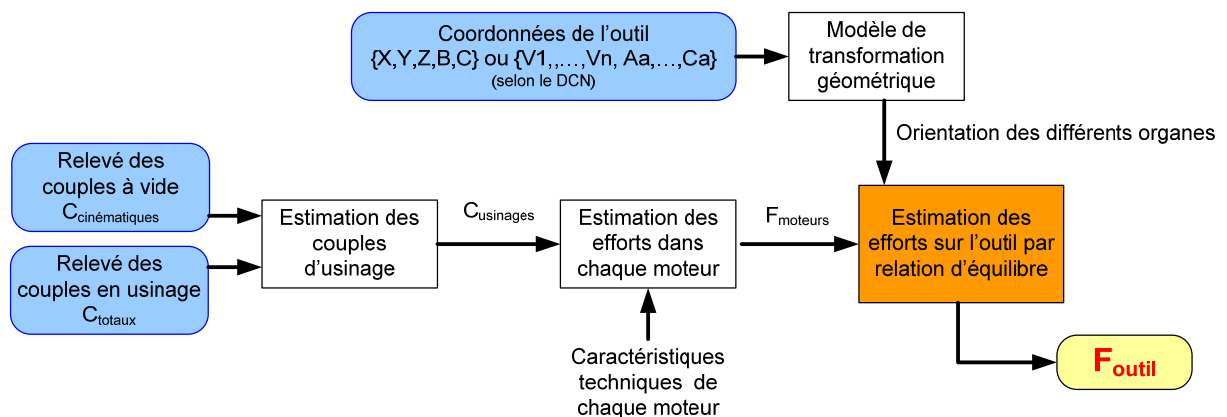 Coordonnées de l'outil
{X,Y,Z,B,C} ou {V1,,…,Vn, Aa,…,Ca}
(selon le DCN)
Modèle de
transformation
géométrique
Orientation des différents organes
Relevé des
couples à vide
Ccinématiques
Relevé des
couples en usinage
Ctotaux
Estimation des
couples
d'usinage
Cusinages
Estimation des
efforts dans
chaque moteur
Fmoteurs
Estimation des
efforts sur l'outil par
relation d'équilibre
Caractéristiques
techniques de
chaque moteur
Foutil